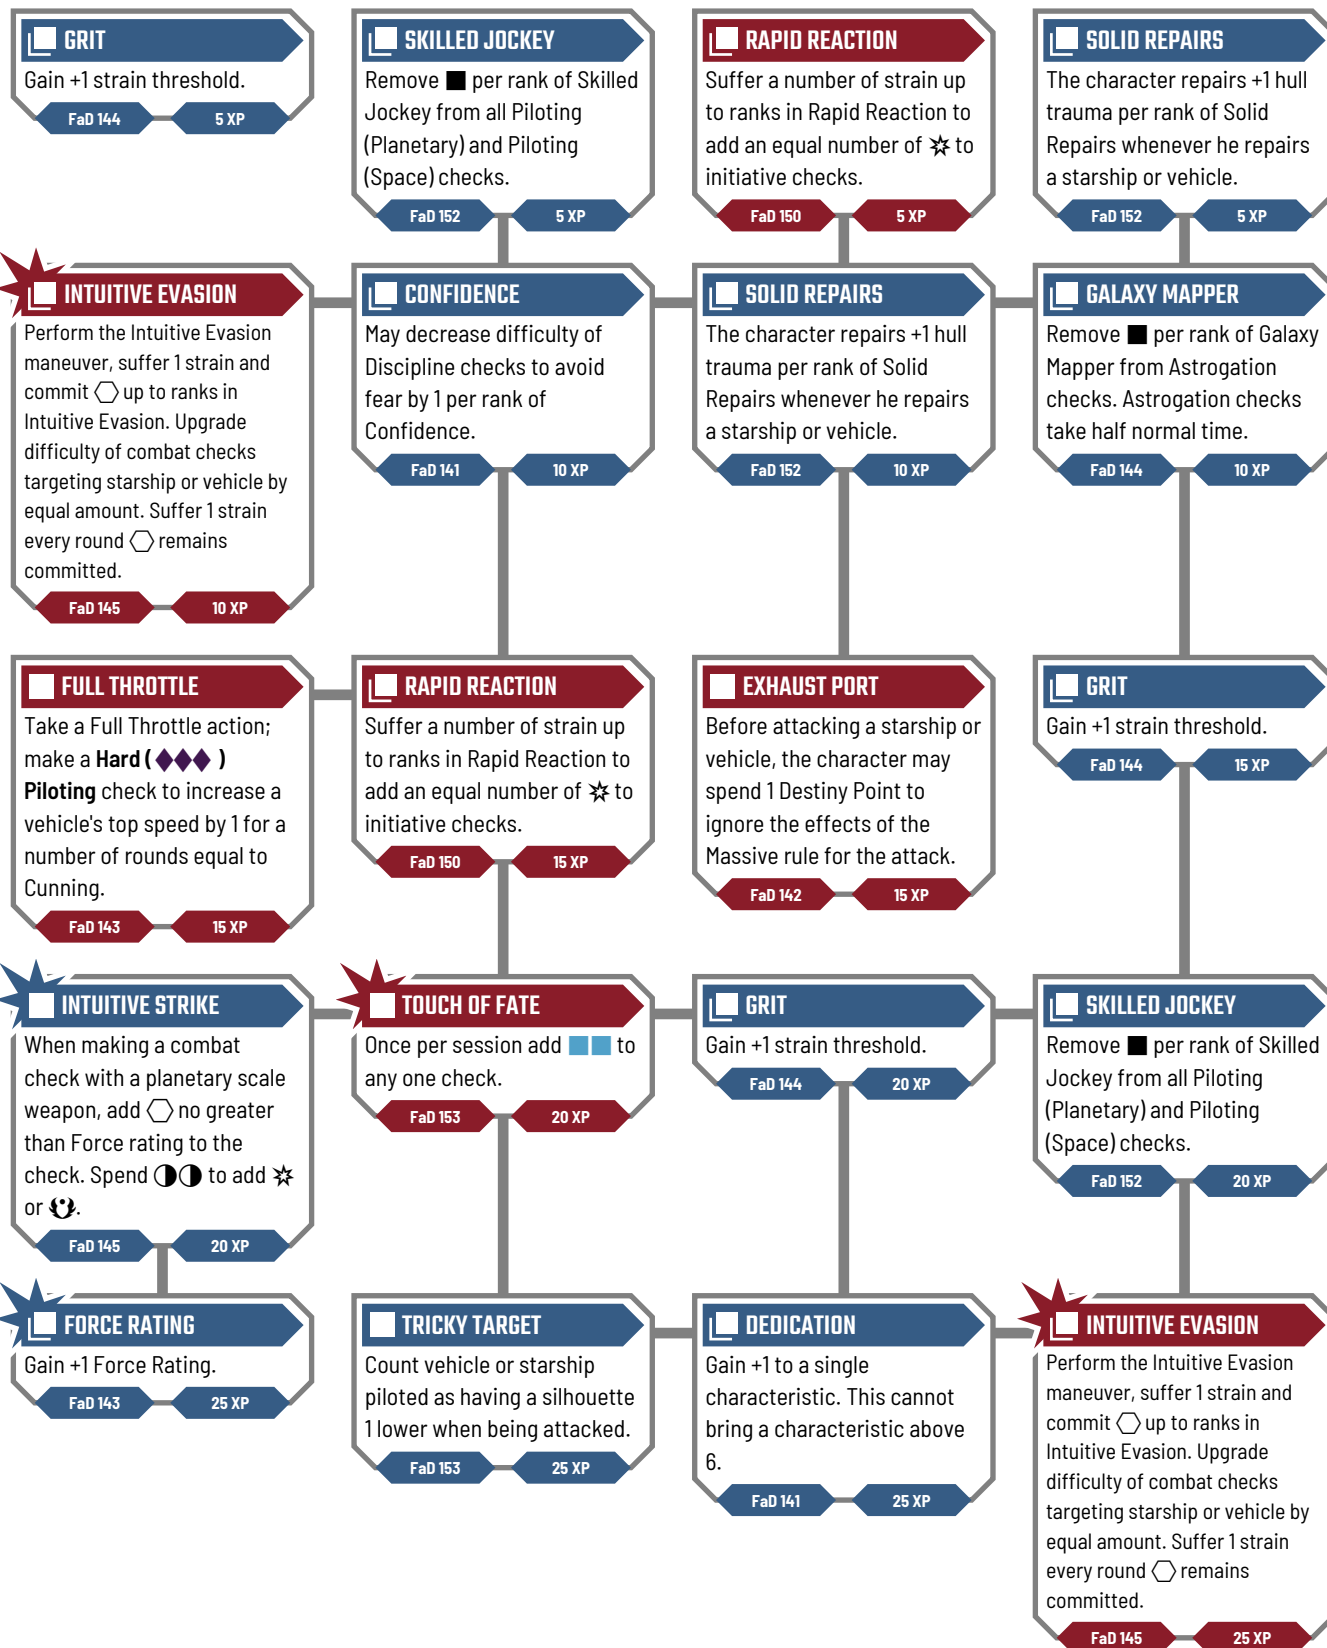 GRIT
Gain +1 strain threshold.
FaD 144
5 XP
SKILLED JOCKEY
Remove ■ per rank of Skilled
Jockey from all Piloting
(Planetary) and Piloting
(Space) checks.
FaD 152
5 XP
RAPID REACTION
Suffer a number of strain up
to ranks in Rapid Reaction to
add an equal number of to
initiative checks.
FaD 150
5 XP
SOLID REPAIRS
The character repairs +1 hull
trauma per rank of Solid
Repairs whenever he repairs
a starship or vehicle.
FaD 152
5 XP
INTUITIVE EVASION
Perform the Intuitive Evasion
maneuver, suffer 1 strain and
commit up to ranks in
Intuitive Evasion. Upgrade
difficulty of combat checks
targeting starship or vehicle by
equal amount. Suffer 1 strain
every round remains
committed.
FaD 145
10 XP
CONFIDENCE
May decrease difficulty of
Discipline checks to avoid
fear by 1 per rank of
Confidence.
FaD 141
10 XP
SOLID REPAIRS
The character repairs +1 hull
trauma per rank of Solid
Repairs whenever he repairs
a starship or vehicle.
FaD 152
10 XP
GALAXY MAPPER
Remove ■ per rank of Galaxy
Mapper from Astrogation
checks. Astrogation checks
take half normal time.
FaD 144
10 XP
FULL THROTTLE
Take a Full Throttle action;
make a Hard (◆◆◆ )
Piloting check to increase a
vehicle's top speed by 1 for a
number of rounds equal to
Cunning.
FaD 143
15 XP
RAPID REACTION
Suffer a number of strain up
to ranks in Rapid Reaction to
add an equal number of to
initiative checks.
FaD 150
15 XP
EXHAUST PORT
Before attacking a starship or
vehicle, the character may
spend 1 Destiny Point to
ignore the effects of the
Massive rule for the attack.
FaD 142
15 XP
GRIT
Gain +1 strain threshold.
FaD 144
15 XP
INTUITIVE STRIKE
When making a combat
check with a planetary scale
weapon, add no greater
than Force rating to the
check. Spend to add
or .
FaD 145
20 XP
TOUCH OF FATE
Once per session add ■■ to
any one check.
FaD 153
20 XP
GRIT
Gain +1 strain threshold.
FaD 144
20 XP
SKILLED JOCKEY
Remove ■ per rank of Skilled
Jockey from all Piloting
(Planetary) and Piloting
(Space) checks.
FaD 152
20 XP
FORCE RATING
Gain +1 Force Rating.
FaD 143
25 XP
TRICKY TARGET
Count vehicle or starship
piloted as having a silhouette
1 lower when being attacked.
FaD 153
25 XP
DEDICATION
Gain +1 to a single
characteristic. This cannot
bring a characteristic above
6.
FaD 141
25 XP
INTUITIVE EVASION
Perform the Intuitive Evasion
maneuver, suffer 1 strain and
commit up to ranks in
Intuitive Evasion. Upgrade
difficulty of combat checks
targeting starship or vehicle by
equal amount. Suffer 1 strain
every round remains
committed.
FaD 145
25 XP